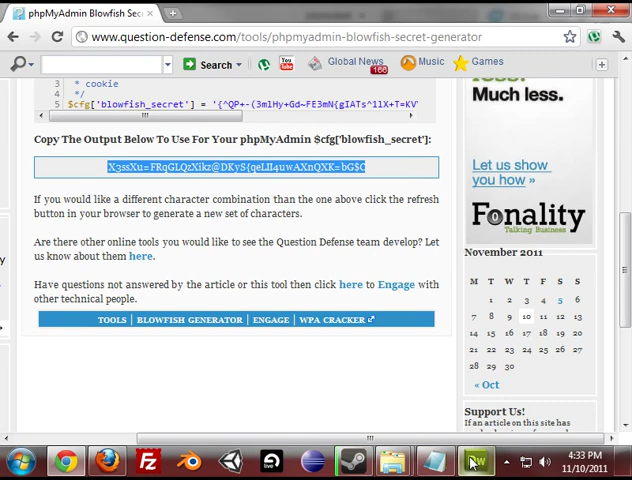 phpMyAdmin Blowfish Sec
www.question-defense.com/tools/phpmyadmin-blowfish-secret-generator
Search
Global News
166
Music
Games
3
4 * cookie
*/
5 $cfg['blowfish_secret'] = '{^QP+-(3mlHy+Gd~FE3mN{gIATs^1lX+T=KV
Much less.
Let us show
you how »
Fonality
Talking Business
Copy The Output Below To Use For Your phpMyAdmin $cfg['blowfish_secret']:
If you would like a different character combination than the one above click the refresh
button in your browser to generate a new set of characters.
Are there other online tools you would like to see the Question Defense team develop? Let
us know about them here.
Have questions not answered by the article or this tool then click here to Engage with
other technical people.
TOOLS | BLOWFISH GENERATOR | ENGAGE | WPA CRACKER
November 2011
M T W T F S S
1 2 3 4 5 6
7 8 9 10 11 12 13
14 15 16 17 18 19 20
21 22 23 24 25 26 27
28 29 30
« Oct
Support Us!
If an article on this site has
4:33 PM
11/10/2011